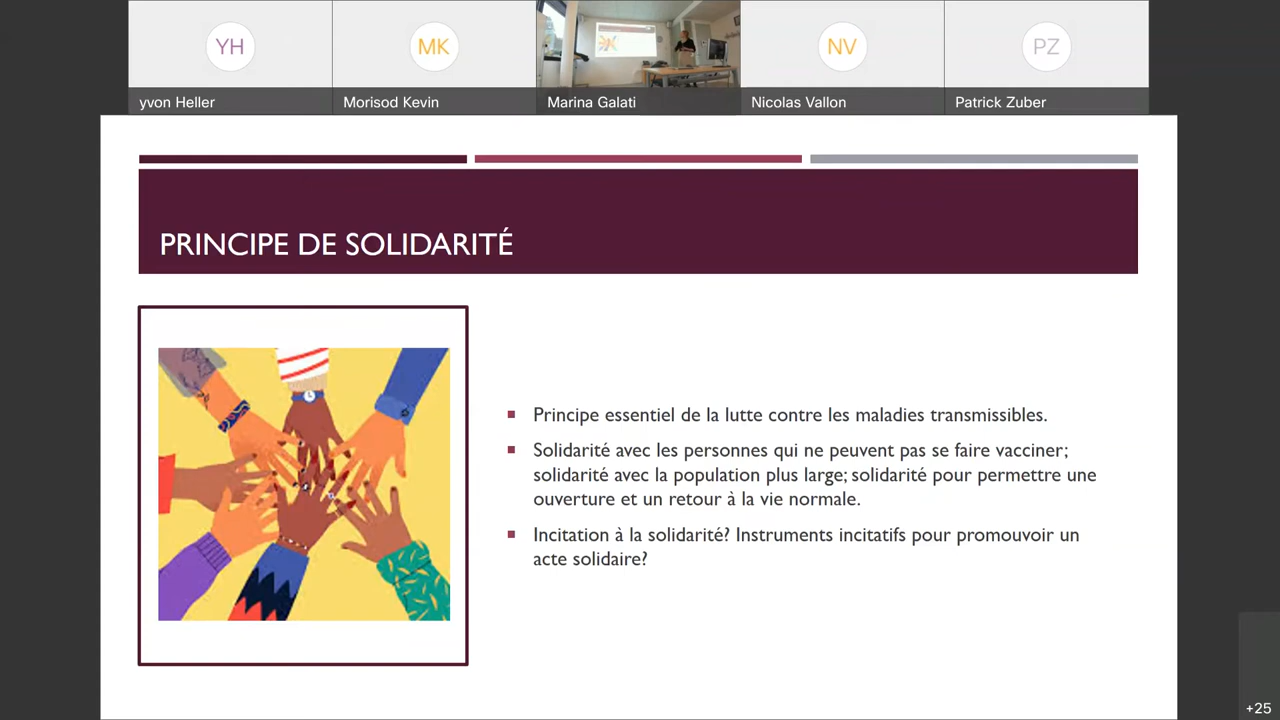 YH
MK
NV
PZ
yvon Heller
Morisod Kevin
Marina Galati
Nicolas Vallon
Patrick Zuber
PRINCIPE DE SOLIDARITÉ
Principe essentiel de la lutte contre les maladies transmissibles.
Solidarité avec les personnes qui ne peuvent pas se faire vacciner;
solidarité avec la population plus large; solidarité pour permettre une
ouverture et un retour à la vie normale.
Incitation à la solidarité? Instruments incitatifs pour promouvoir un
acte solidaire?
+25